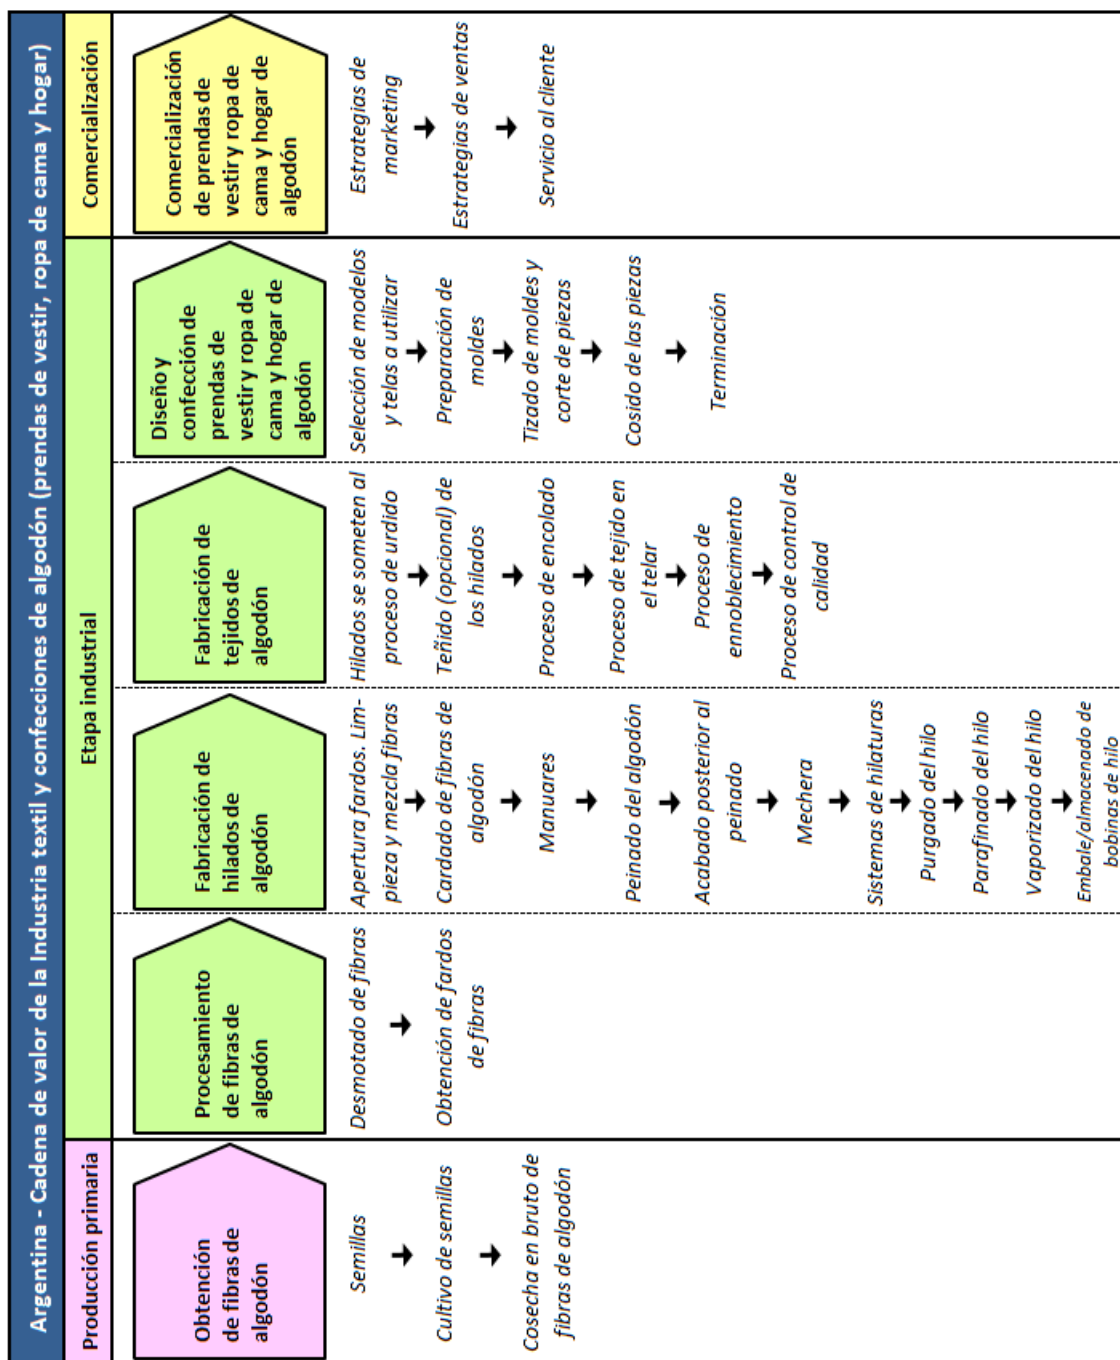 Argentina - Cadena de valor de la Industria textil y confecciones de algodón (prendas de vestir, ropa de cama y hogar)
Producción primaria
Etapa industrial
Comercialización
Obtención
de fibras de
algodón
Procesamiento
de fibras de
algodón
Fabricación de
hilados de
algodón
Fabricación de
tejidos de
algodón
Diseño y
confección de
prendas de
vestir y ropa de
cama y hogar de
algodón
Comercialización
de prendas de
vestir y ropa de
cama y hogar de
algodón
Semillas
Cultivo de semillas
Cosecha en bruto de
fibras de algodón
Desmotado de fibras
Obtención de fardos
de fibras
Apertura fardos. Lim-
pieza y mezcla fibras
Cardado de fibras de
algodón
Manuares
Peinado del algodón
Acabado posterior al
peinado
Mechera
Sistemas de hilaturas
Purgado del hilo
Parafinado del hilo
Vaporizado del hilo
Embale/almacenado de
bobinas de hilo
Hilados se someten al
proceso de urdido
Teñido (opcional) de
los hilados
Proceso de encolado
Proceso de tejido en
el telar
Proceso de
ennoblecimiento
Proceso de control de
calidad
Selección de modelos
y telas a utilizar
Preparación de
moldes
Tizado de moldes y
corte de piezas
Cosido de las piezas
Terminación
Estrategias de
marketing
Estrategias de ventas
Servicio al cliente